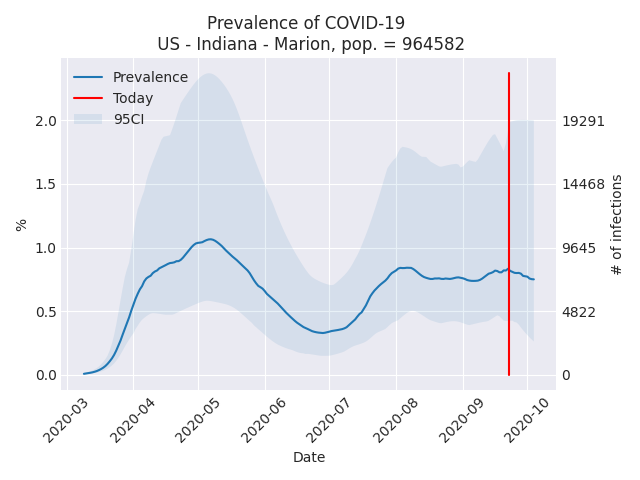 Prevalence of COVID-19
US - Indiana - Marion, pop. = 964582
Prevalence
Today
95CI
%
2.0
1.5
1.0
0.5
0.0
19291
14468
9645
4822
0
# of infections
2020-03
2020-04
2020-05
2020-06
2020-07
2020-08
2020-09
2020-10
Date